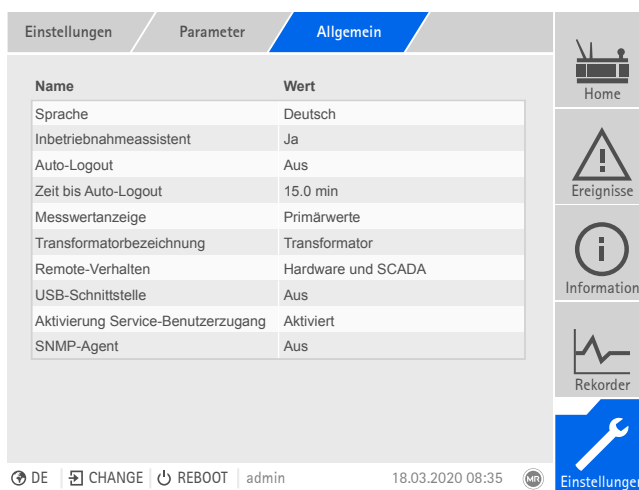 Einstellungen Parameter Allgemein
Name Wert
Sprache Deutsch
Inbetriebnahmeassistent Ja
Auto-Logout Aus
Zeit bis Auto-Logout 15.0 min
Messwertanzeige Primärwerte
Transformatorbezeichnung Transformator
Remote-Verhalten Hardware und SCADA
USB-Schnittstelle Aus
Aktivierung Service-Benutzerzugang Aktiviert
SNMP-Agent Aus
DE CHANGE REBOOT admin 18.03.2020 08:35 MR
Home
Ereignisse
Information
Rekorder
Einstellungen